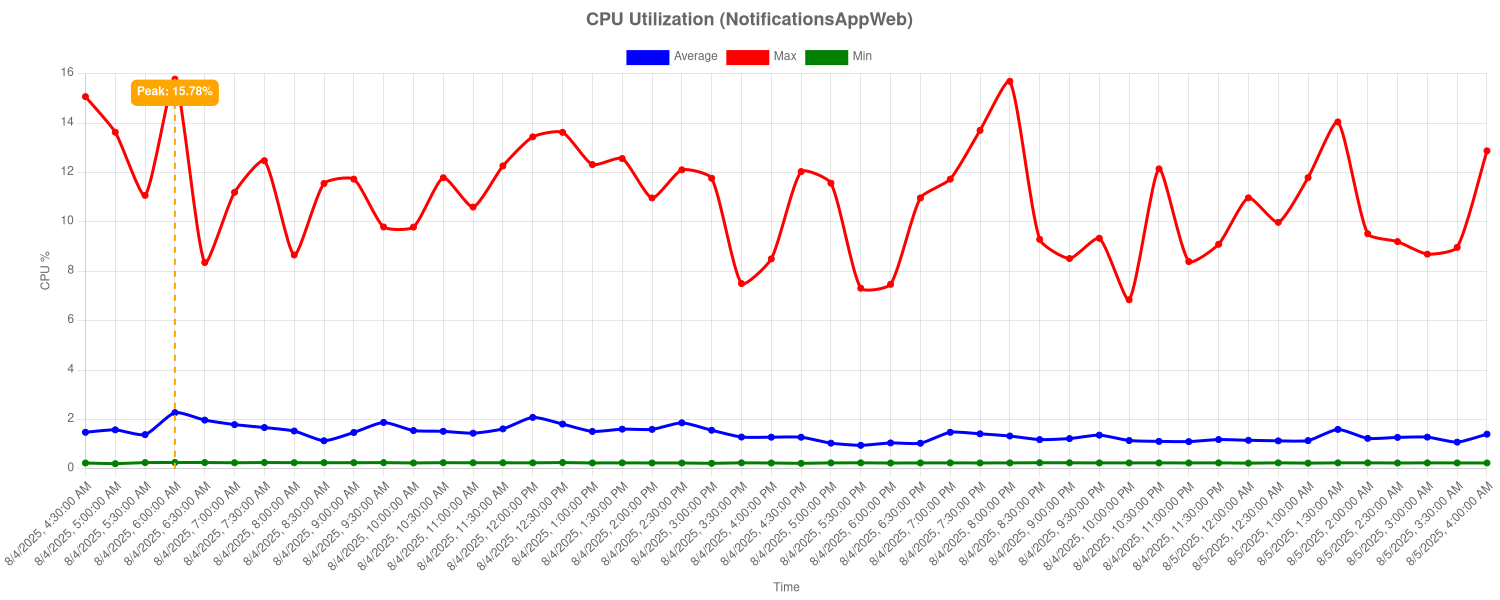 CPU Utilization (NotificationsAppWeb)
Average Max Min
Peak: 15.78%
16
14
12
10
8
6
4
2
0
CPU %
8/4/2025, 4:30:00 AM
8/4/2025, 5:00:00 AM
8/4/2025, 5:30:00 AM
8/4/2025, 6:00:00 AM
8/4/2025, 6:30:00 AM
8/4/2025, 7:00:00 AM
8/4/2025, 7:30:00 AM
8/4/2025, 8:00:00 AM
8/4/2025, 8:30:00 AM
8/4/2025, 9:00:00 AM
8/4/2025, 9:30:00 AM
8/4/2025, 10:00:00 AM
8/4/2025, 10:30:00 AM
8/4/2025, 11:00:00 AM
8/4/2025, 11:30:00 AM
8/4/2025, 12:00:00 PM
8/4/2025, 12:30:00 PM
8/4/2025, 1:00:00 PM
8/4/2025, 1:30:00 PM
8/4/2025, 2:00:00 PM
8/4/2025, 2:30:00 PM
8/4/2025, 3:00:00 PM
8/4/2025, 3:30:00 PM
8/4/2025, 4:00:00 PM
8/4/2025, 4:30:00 PM
8/4/2025, 5:00:00 PM
8/4/2025, 5:30:00 PM
8/4/2025, 6:00:00 PM
8/4/2025, 6:30:00 PM
8/4/2025, 7:00:00 PM
8/4/2025, 7:30:00 PM
8/4/2025, 8:00:00 PM
8/4/2025, 8:30:00 PM
8/4/2025, 9:00:00 PM
8/4/2025, 9:30:00 PM
8/4/2025, 10:00:00 PM
8/4/2025, 10:30:00 PM
8/4/2025, 11:00:00 PM
8/4/2025, 11:30:00 PM
8/5/2025, 12:00:00 AM
8/5/2025, 12:30:00 AM
8/5/2025, 1:00:00 AM
8/5/2025, 1:30:00 AM
8/5/2025, 2:00:00 AM
8/5/2025, 2:30:00 AM
8/5/2025, 3:00:00 AM
8/5/2025, 3:30:00 AM
8/5/2025, 4:00:00 AM
Time